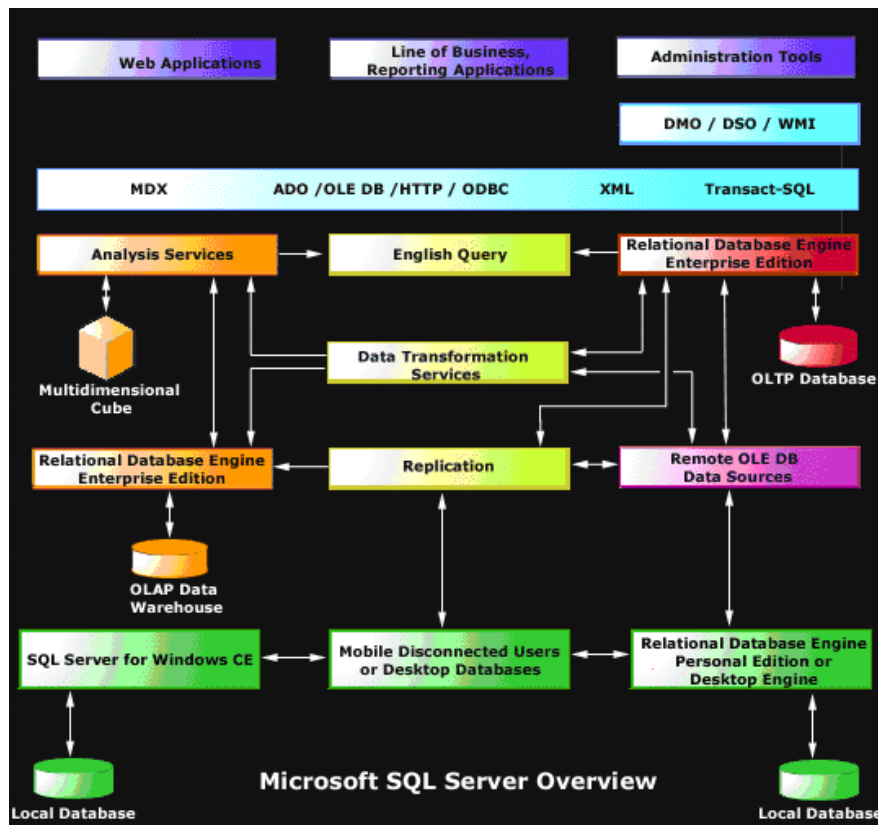 Web Applications
Line of Business,
Reporting Applications
Administration Tools
DMO / DSO / WMI
MDX
ADO /OLE DB /HTTP / ODBC
XML
Transact-SQL
Analysis Services
English Query
Relational Database Engine
Enterprise Edition
Multidimensional
Cube
Data Transformation
Services
OLTP Database
Relational Database Engine
Enterprise Edition
Replication
Remote OLE DB
Data Sources
OLAP Data
Warehouse
SQL Server for Windows CE
Mobile Disconnected Users
or Desktop Databases
Relational Database Engine
Personal Edition or
Desktop Engine
Microsoft SQL Server Overview
Local Database
Local Database